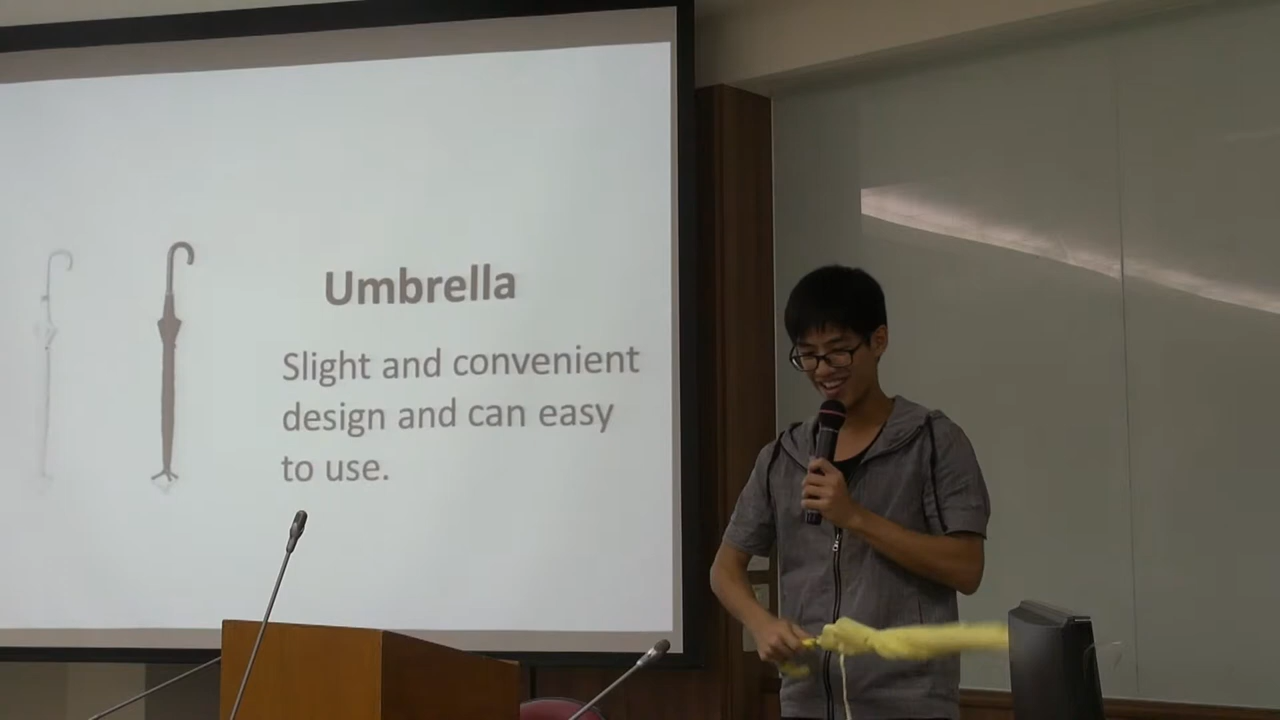 Umbrella
Slight and convenient
design and can easy
to use.